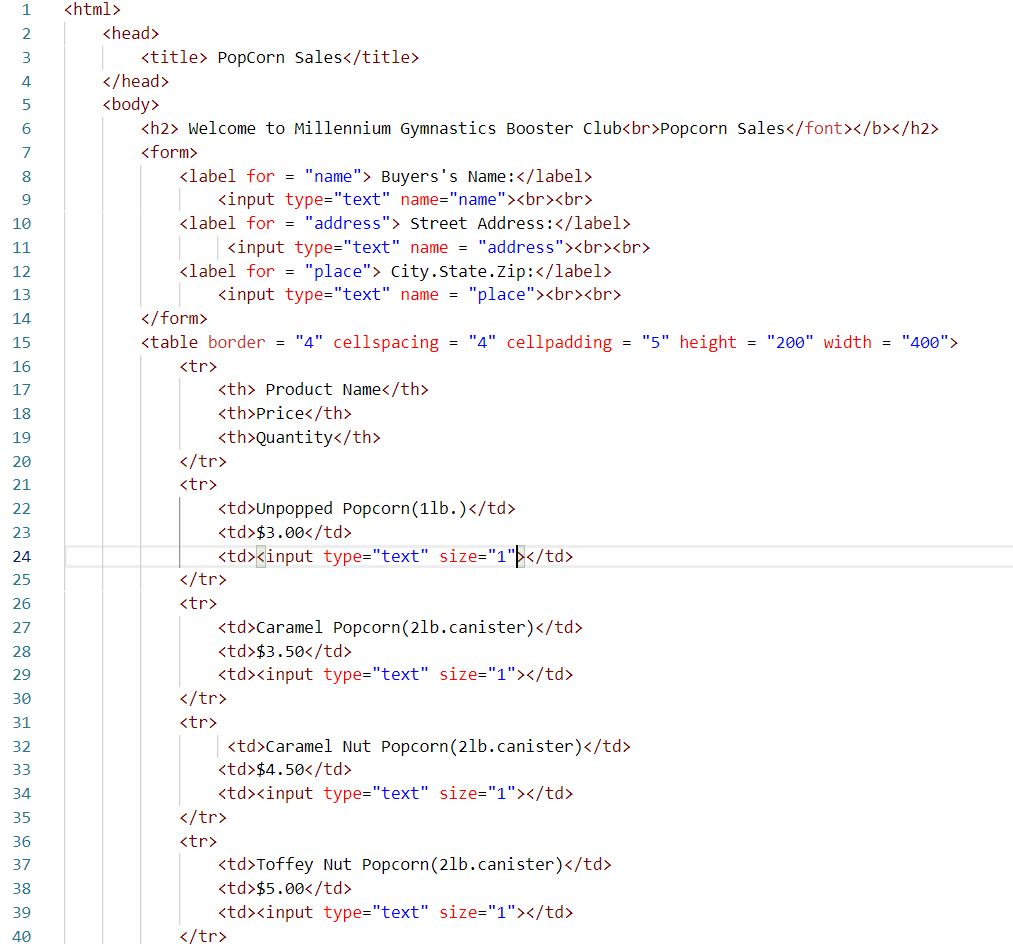 1 <html>
2 <head>
3 <title> PopCorn Sales</title>
4 </head>
5 <body>
6 <h2> Welcome to Millennium Gymnastics Booster Club<br>Popcorn Sales</font></b></h2>
7 <form>
8 <label for = "name"> Buyers's Name:</label>
9 <input type="text" name="name"><br><br>
10 <label for = "address"> Street Address:</label>
11 <input type="text" name = "address"><br><br>
12 <label for = "place"> City.State.Zip:</label>
13 <input type="text" name = "place"><br><br>
14 </form>
15 <table border = "4" cellspacing = "4" cellpadding = "5" height = "200" width = "400">
16 <tr>
17 <th> Product Name</th>
18 <th>Price</th>
19 <th>Quantity</th>
20 </tr>
21 <tr>
22 <td>Unpopped Popcorn(1lb.)</td>
23 <td>$3.00</td>
24 <td><input type="text" size="1"></td>
25 </tr>
26 <tr>
27 <td>Caramel Popcorn(2lb.canister)</td>
28 <td>$3.50</td>
29 <td><input type="text" size="1"></td>
30 </tr>
31 <tr>
32 <td>Caramel Nut Popcorn(2lb.canister)</td>
33 <td>$4.50</td>
34 <td><input type="text" size="1"></td>
35 </tr>
36 <tr>
37 <td>Toffey Nut Popcorn(2lb.canister)</td>
38 <td>$5.00</td>
39 <td><input type="text" size="1"></td>
40 </tr>